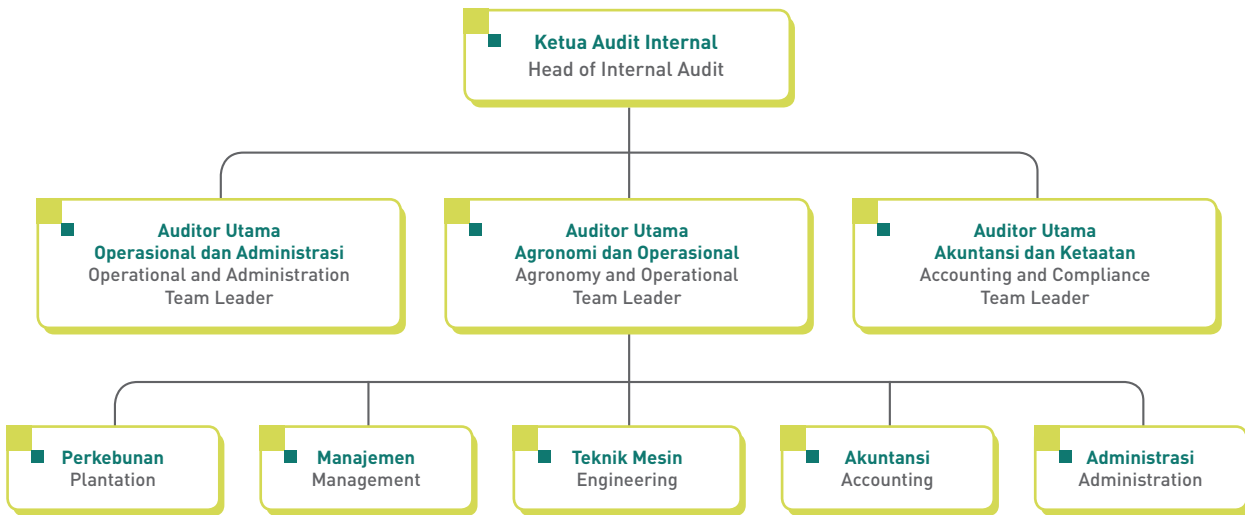 Ketua Audit Internal
Head of Internal Audit
Auditor Utama
Operasional dan Administrasi
Operational and Administration
Team Leader
Auditor Utama
Agronomi dan Operasional
Agronomy and Operational
Team Leader
Auditor Utama
Akuntansi dan Ketaatan
Accounting and Compliance
Team Leader
Perkebunan
Plantation
Manajemen
Management
Teknik Mesin
Engineering
Akuntansi
Accounting
Administrasi
Administration